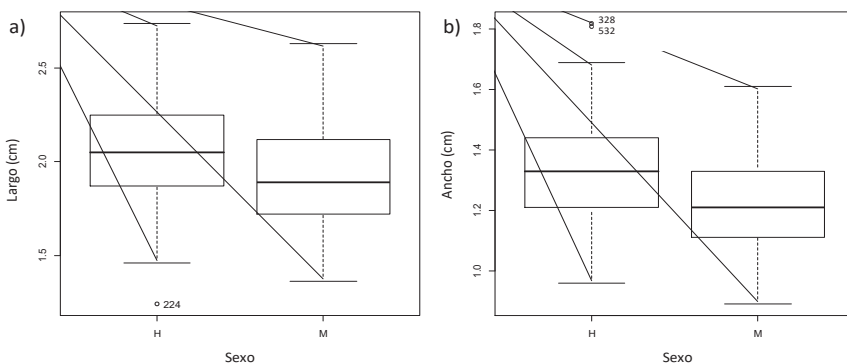 a)
Largo (cm)
2.5
2.0
1.5
224
H
M
Sexo
b)
Ancho (cm)
1.8
1.6
1.4
1.2
1.0
328
532
H
M
Sexo